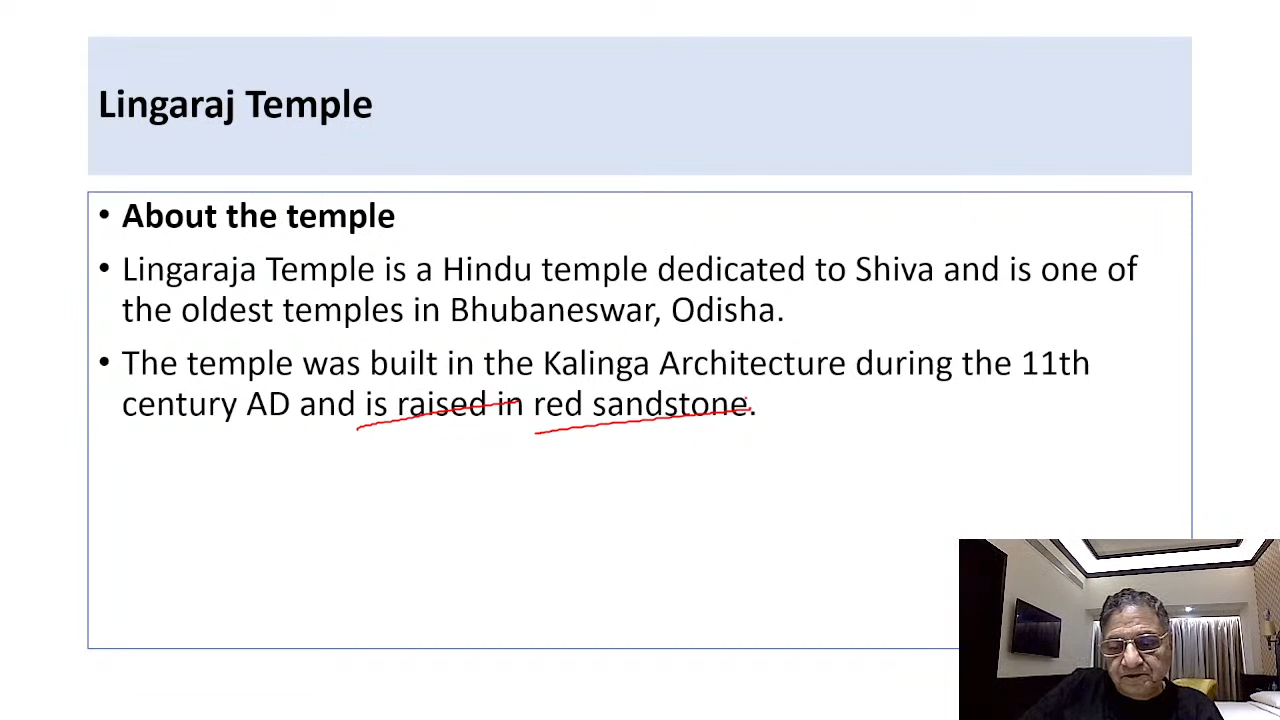 Lingaraj Temple
• About the temple
• Lingaraja Temple is a Hindu temple dedicated to Shiva and is one of
the oldest temples in Bhubaneswar, Odisha.
• The temple was built in the Kalinga Architecture during the 11th
century AD and is raised in red sandstone.